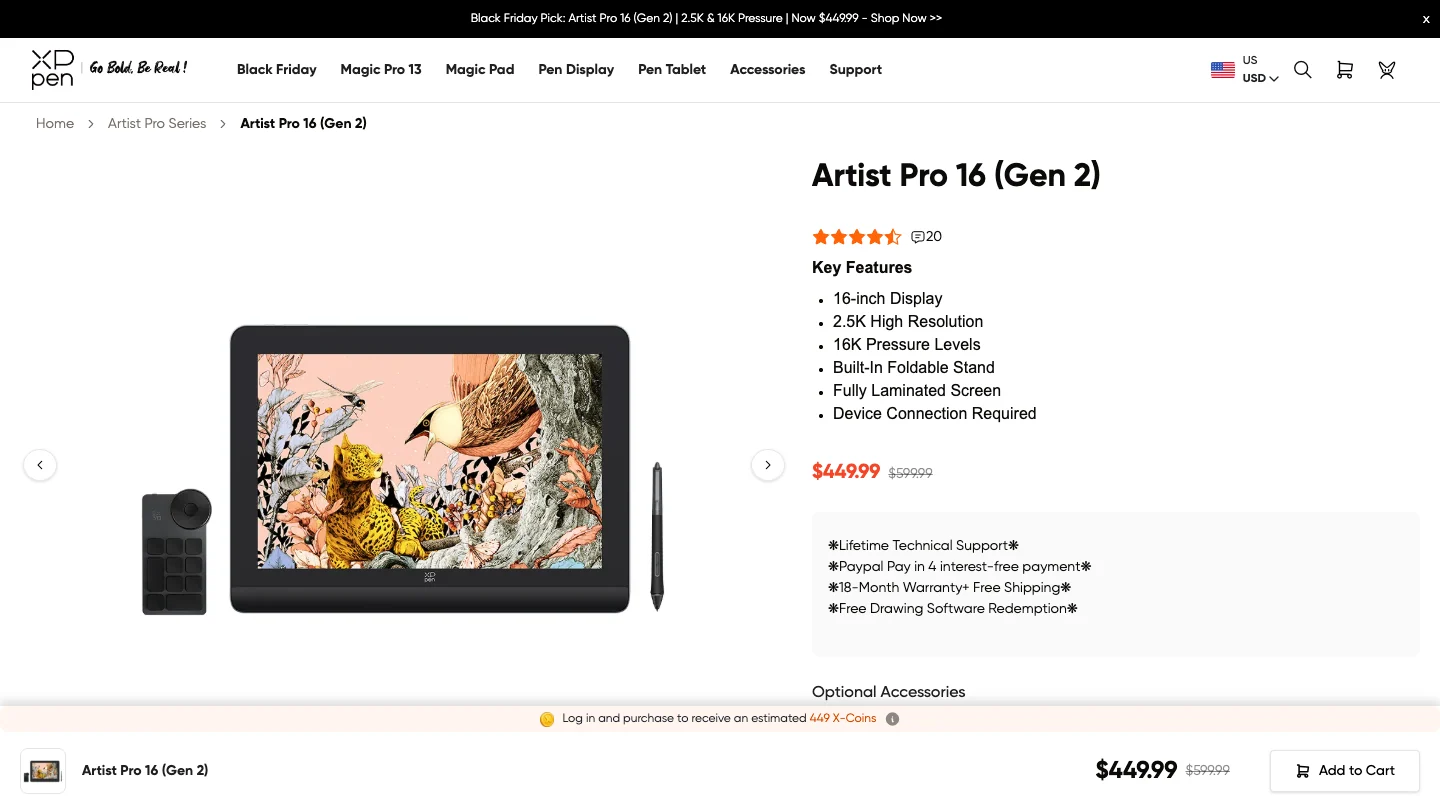 Black Friday Pick: Artist Pro 16 (Gen 2) | 2.5K & 16K Pressure | Now $449.99 - Shop Now >>
x
XP
pen
Go Bold, Be Real!
Black Friday
Magic Pro 13
Magic Pad
Pen Display
Pen Tablet
Accessories
Support
US
USD
Home > Artist Pro Series > Artist Pro 16 (Gen 2)
Artist Pro 16 (Gen 2)
20
Key Features
• 16-inch Display
• 2.5K High Resolution
• 16K Pressure Levels
• Built-In Foldable Stand
• Fully Laminated Screen
• Device Connection Required
$449.99 $599.99
❋Lifetime Technical Support❋
❋Paypal Pay in 4 interest-free payment❋
❋18-Month Warranty+ Free Shipping❋
❋Free Drawing Software Redemption❋
XP
pen
Optional Accessories
Log in and purchase to receive an estimated 449 X-Coins
Artist Pro 16 (Gen 2)
$449.99 $599.99
Add to Cart